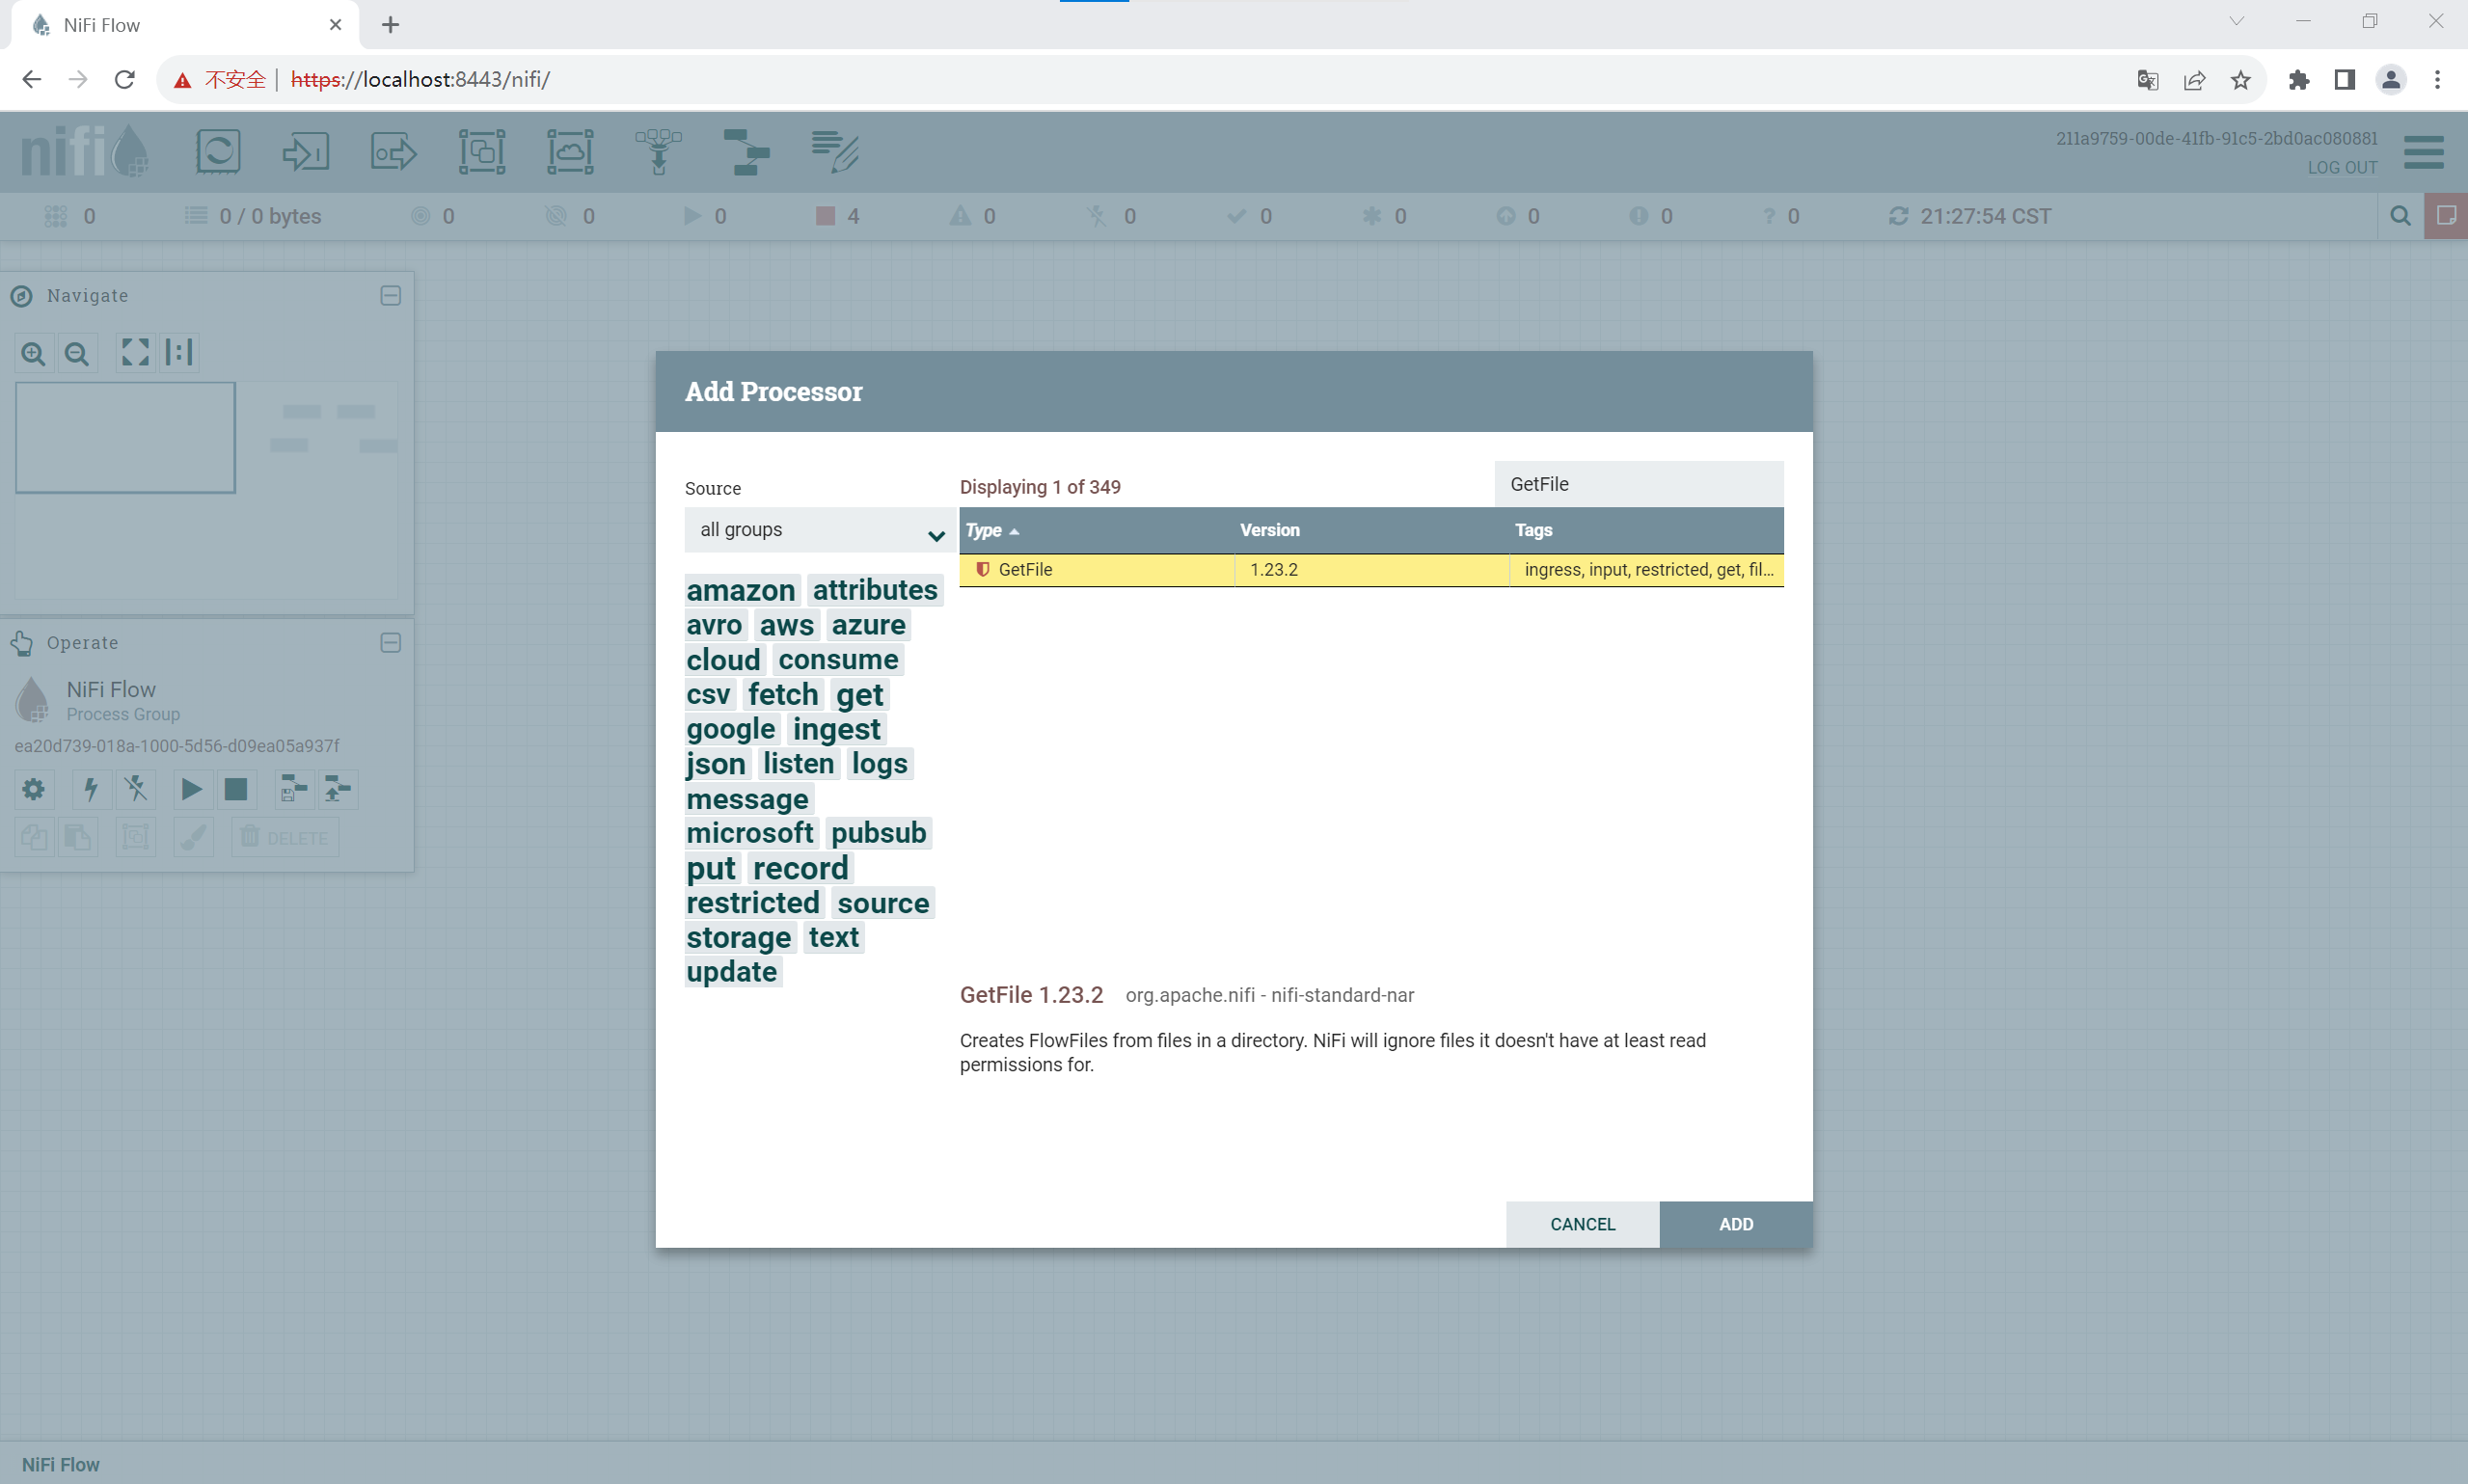 NiFi Flow
不安全 https://localhost:8443/nifi/
nifi
211a9759-00de-41fb-91c5-2bd0ac080881
LOG OUT
0 0 / 0 bytes 0 0 0 4 0 0 0 0 0 0 0 21:27:54 CST
Navigate
Operate
NiFi Flow
Process Group
ea20d739-018a-1000-5d56-d09ea05a937f
DELETE
Add Processor
Source
all groups
amazon attributes
avro aws azure
cloud consume
csv fetch get
google ingest
json listen logs
message
microsoft pubsub
put record
restricted source
storage text
update
Displaying 1 of 349
GetFile
Type Version Tags
GetFile 1.23.2 ingress, input, restricted, get, fil...
GetFile 1.23.2 org.apache.nifi - nifi-standard-nar
Creates FlowFiles from files in a directory. NiFi will ignore files it doesn't have at least read
permissions for.
CANCEL ADD
NiFi Flow